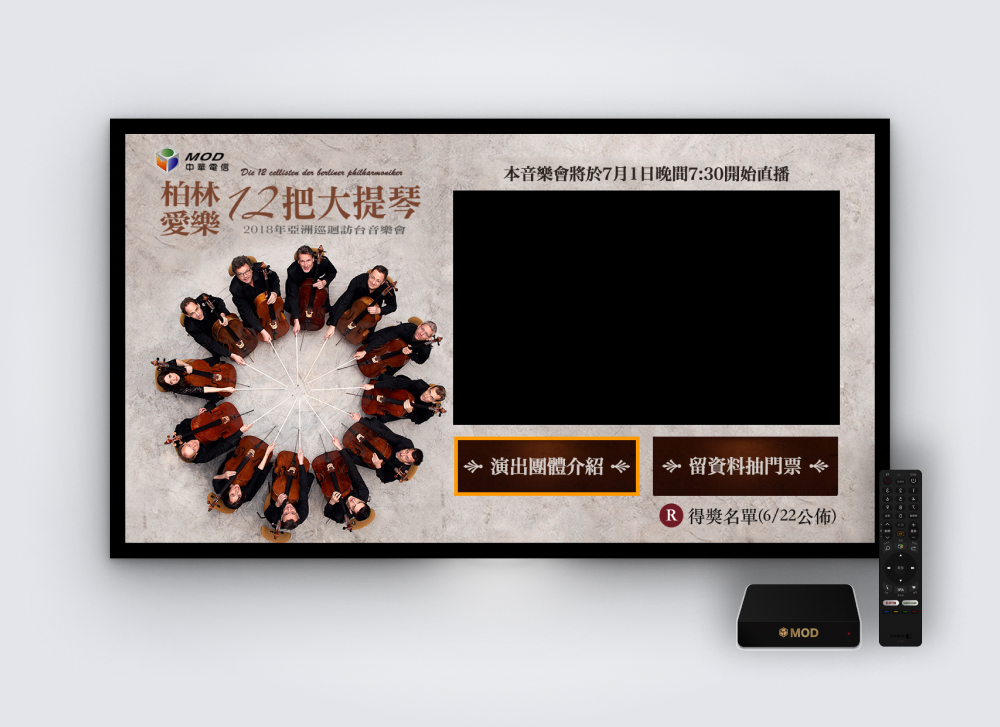 MOD
中華電信
Die 12 cellisten der berliner philharmoniker
柏林愛樂 12把大提琴
2018年亞洲巡迴訪台音樂會
本音樂會將於7月1日晚間7:30開始直播
演出團體介紹
留資料抽門票
R 得獎名單(6/22公佈)
MOD